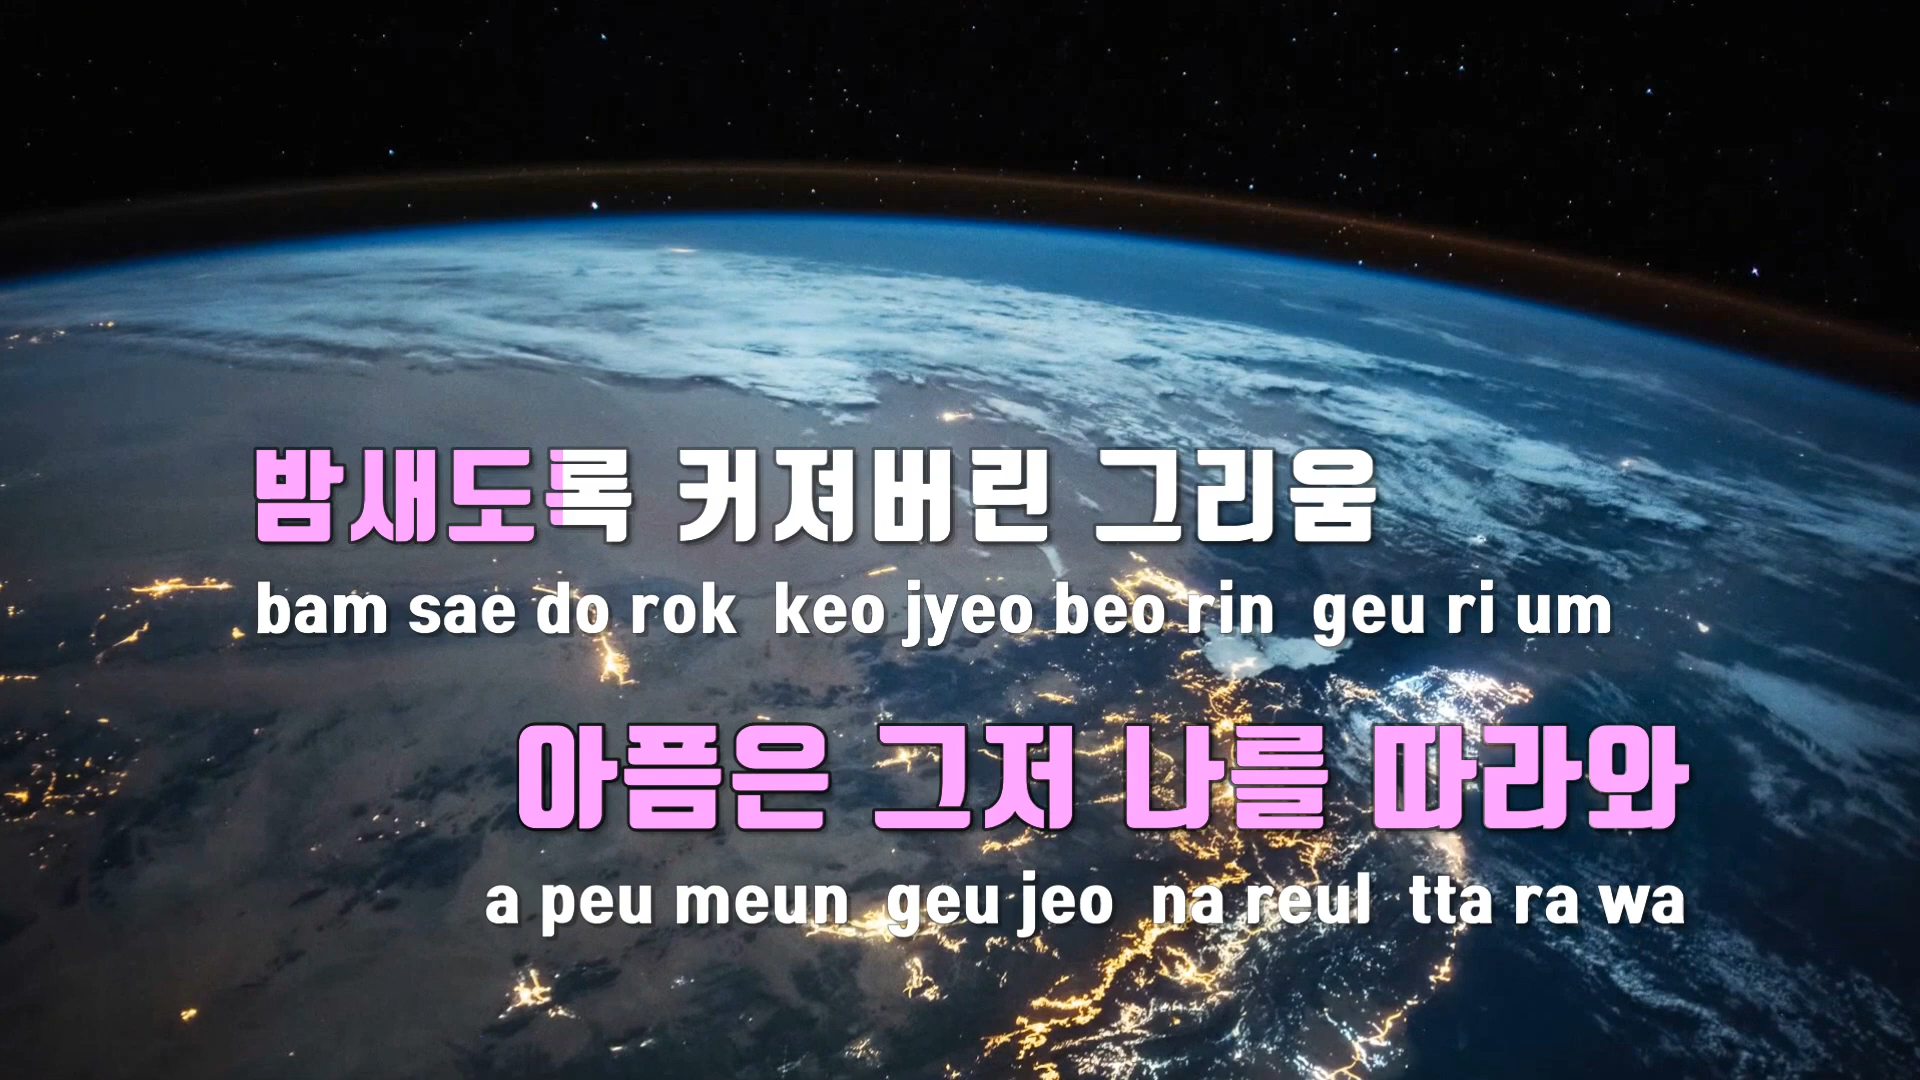 밤새도록 커져버린 그리움
bam sae do rok keo jyeo beo rin geu ri um
아픔은 그저 나를 따라와
a peu meun geu jeo na reul tta ra wa